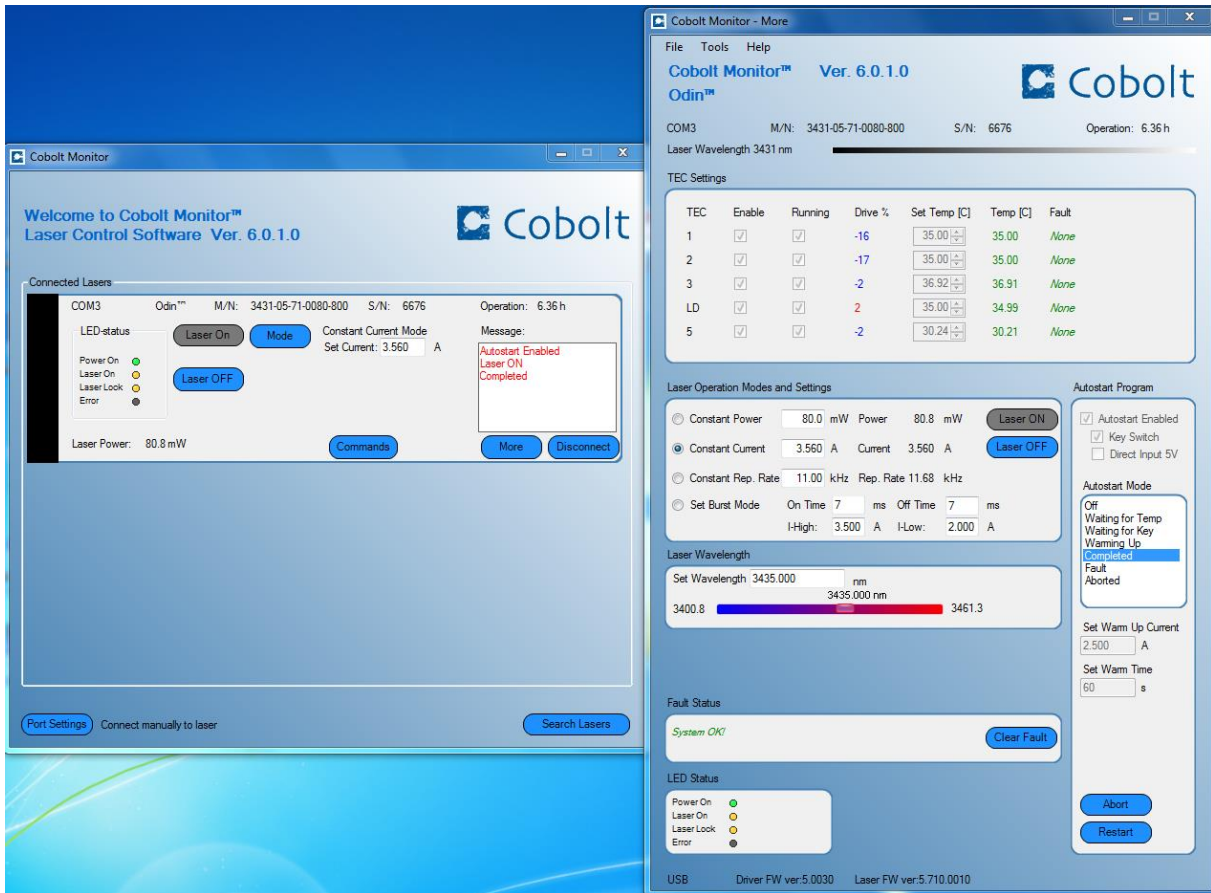 Cobolt Monitor
Welcome to Cobolt Monitor™
Laser Control Software Ver. 6.0.1.0
Cobolt
Connected Lasers
COM3 Odin™ M/N: 3431-05-71-0080-800 S/N: 6676 Operation: 6.36 h
LED-status
Power On
Laser On
Laser Lock
Error
Laser On Mode
Laser OFF
Constant Current Mode
Set Current: 3.560 A
Message:
Autostart Enabled
Laser ON
Completed
Laser Power: 80.8 mW Commands More Disconnect
Port Settings Connect manually to laser Search Lasers
Cobolt Monitor - More
File Tools Help
Cobolt Monitor™ Ver. 6.0.1.0
Odin™
Cobolt
COM3 M/N: 3431-05-71-0080-800 S/N: 6676 Operation: 6.36 h
Laser Wavelength 3431 nm
TEC Settings
TEC Enable Running Drive % Set Temp [C] Temp [C] Fault
1 -16 35.00 35.00 None
2 -17 35.00 35.00 None
3 -2 36.92 36.91 None
LD 2 35.00 34.99 None
5 -2 30.24 30.21 None
Laser Operation Modes and Settings
Constant Power 80.0 mW Power 80.8 mW Laser ON
Constant Current 3.560 A Current 3.560 A Laser OFF
Constant Rep. Rate 11.00 kHz Rep. Rate 11.68 kHz
Set Burst Mode On Time 7 ms Off Time 7 ms
I-High: 3.500 A I-Low: 2.000 A
Laser Wavelength
Set Wavelength 3435.000 nm
3435.000 nm
3400.8 3461.3
Fault Status
System OK!
Clear Fault
LED Status
Power On
Laser On
Laser Lock
Error
Autostart Program
Autostart Enabled
Key Switch
Direct Input 5V
Autostart Mode
Off
Waiting for Temp
Waiting for Key
Warming Up
Completed
Fault
Aborted
Set Warm Up Current
2.500 A
Set Warm Time
60 s
Abort
Restart
USB Driver FW ver:5.0030 Laser FW ver:5.710.0010